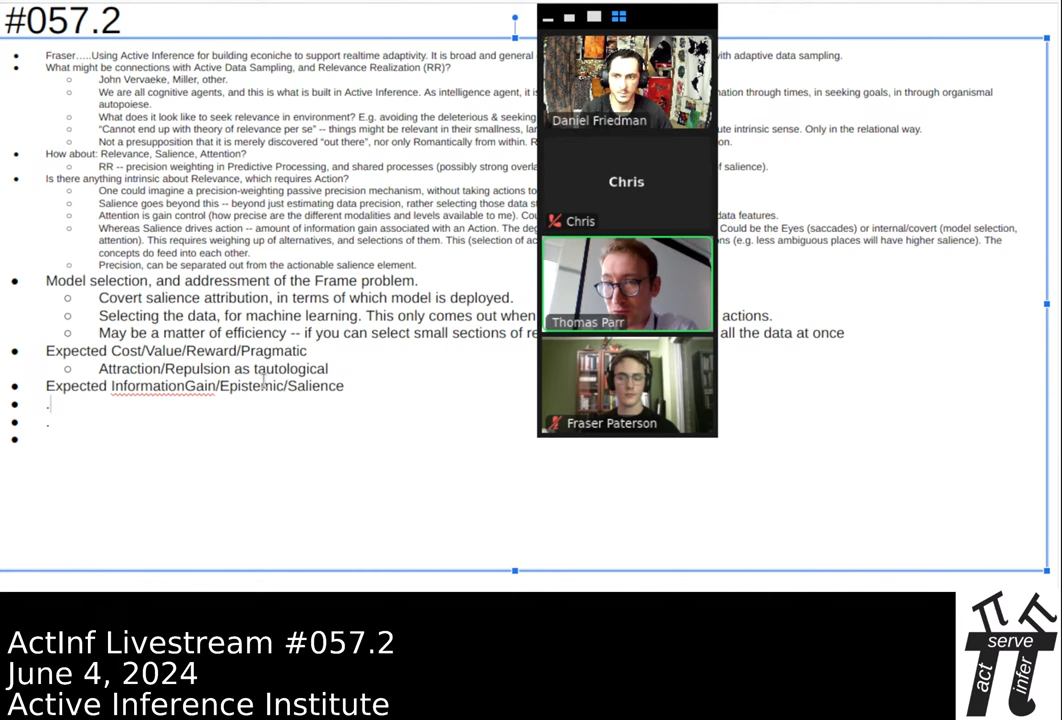 #057.2
Fraser…..Using Active Inference for building econiche to support realtime adaptivity. It is broad and general
with adaptive data sampling.
What might be connections with Active Data Sampling, and Relevance Realization (RR)?
John Vervaeke, Miller, other.
We are all cognitive agents, and this is what is built in Active Inference. As intelligence agent, it is
nation through times, in seeking goals, in through organismal
autopoiese.
What does it look like to seek relevance in environment? E.g. avoiding the deleterious & seeking
"Cannot end up with theory of relevance per se" -- things might be relevant in their smallness, lar
ute intrinsic sense. Only in the relational way.
Not a presupposition that it is merely discovered "out there", nor only Romantically from within. R
on.
How about: Relevance, Salience, Attention?
RR -- precision weighting in Predictive Processing, and shared processes (possibly strong overla
f salience).
Is there anything intrinsic about Relevance, which requires Action?
One could imagine a precision-weighting passive precision mechanism, without taking actions to
Salience goes beyond this -- beyond just estimating data precision, rather selecting those data st
Attention is gain control (how precise are the different modalities and levels available to me). Cou
data features.
Whereas Salience drives action -- amount of information gain associated with an Action. The deg
Could be the Eyes (saccades) or internal/covert (model selection,
attention). This requires weighing up of alternatives, and selections of them. This (selection of ac
ns (e.g. less ambiguous places will have higher salience). The
concepts do feed into each other.
Precision, can be separated out from the actionable salience element.
Model selection, and addressment of the Frame problem.
Covert salience attribution, in terms of which model is deployed.
Selecting the data, for machine learning. This only comes out when
actions.
May be a matter of efficiency -- if you can select small sections of re
all the data at once
Expected Cost/Value/Reward/Pragmatic
Attraction/Repulsion as tautological
Expected InformationGain/Epistemic/Salience
.
.
Daniel Friedman
Chris
Chris
Thomas Parr
Fraser Paterson
ActInf Livestream #057.2
June 4, 2024
Active Inference Institute
serve
act
infer